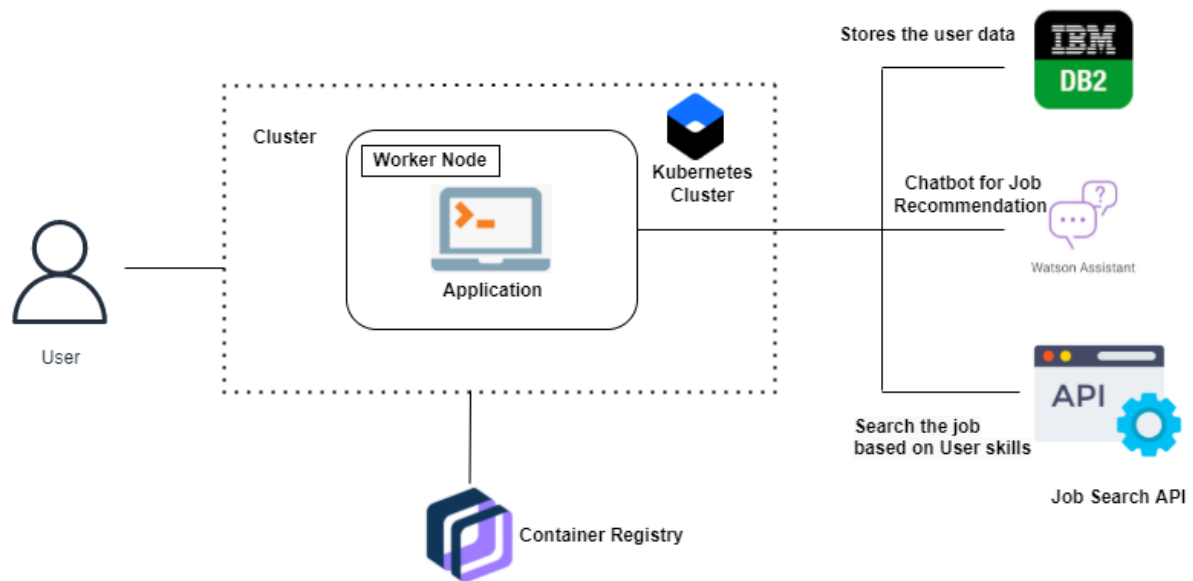 Stores the user data
IBM
DB2
Cluster
Worker Node
Kubernetes
Cluster
Application
Chatbot for Job
Recommendation
?
Watson Assistant
User
API
Search the job
based on User skills
Job Search API
Container Registry